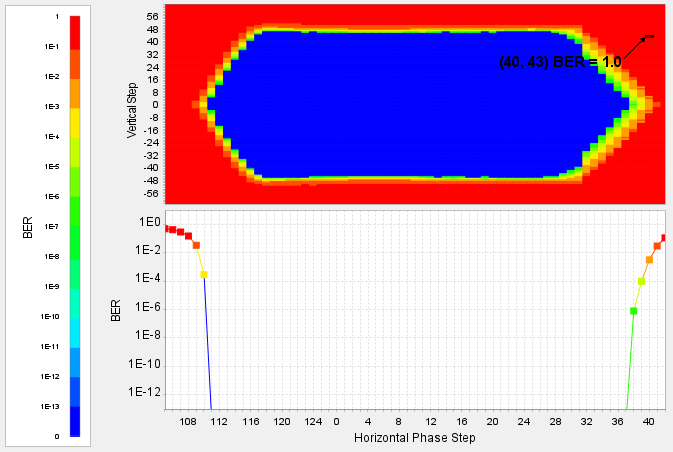 1
1E-1
1E-2
1E-3
1E-4
1E-5
1E-6
1E-7
1E-8
1E-9
1E-10
1E-11
1E-12
1E-13
0
BER
56
48
40
32
24
16
8
0
-8
-16
-24
-32
-40
-48
-56
Vertical Step
(40, 43) BER = 1.0
1E0
1E-2
1E-4
1E-6
1E-8
1E-10
1E-12
BER
108 112 116 120 124 0 4 8 12 16 20 24 28 32 36 40
Horizontal Phase Step